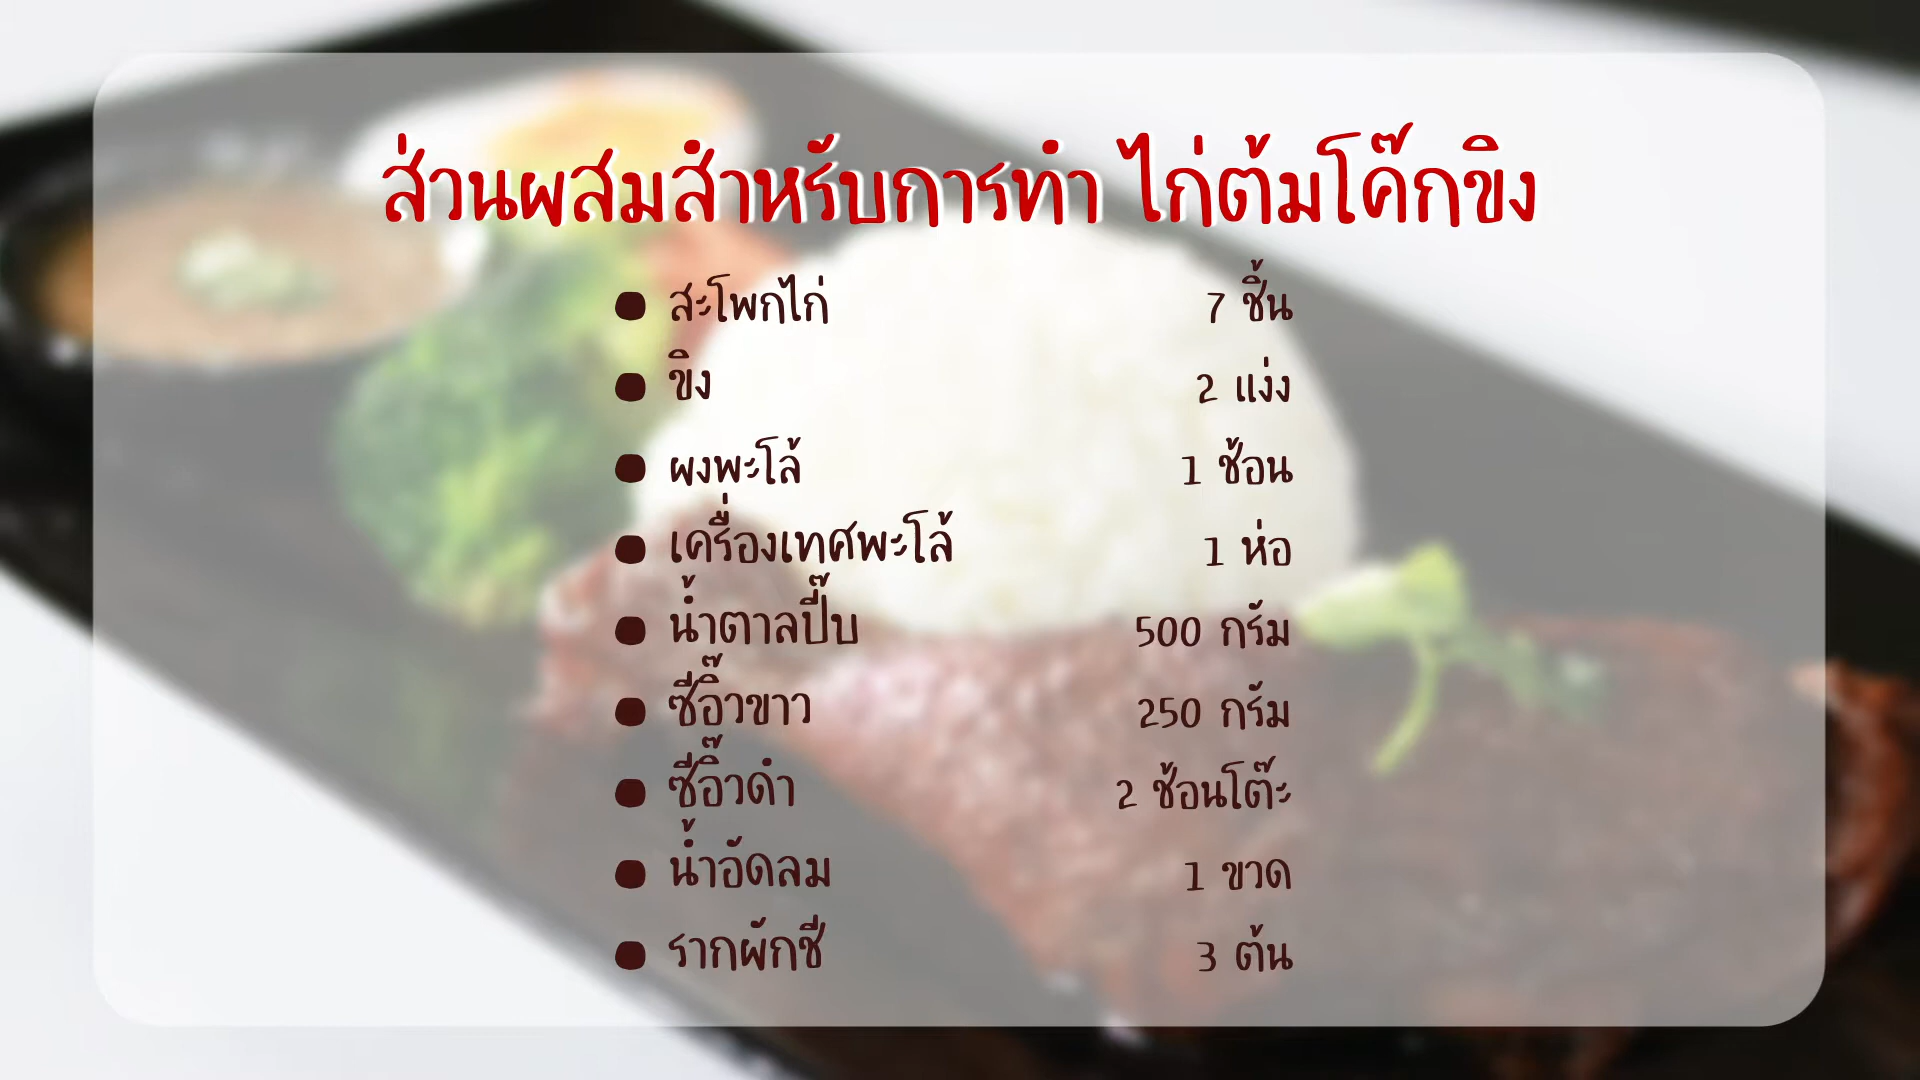 ส่วนผสมสำหรับการทำ ไก่ต้มโค๊กขิง
● สะโพกไก่ 7 ชิ้น
● ขิง 2 แง่ง
● ผงพะโล้ 1 ช้อน
● เครื่องเทศพะโล้ 1 ห่อ
● น้ำตาลปี๊บ 500 กรัม
● ซีอิ๊วขาว 250 กรัม
● ซีอิ๊วดำ 2 ช้อนโต๊ะ
● น้ำอัดลม 1 ขวด
● รากผักชี 3 ต้น